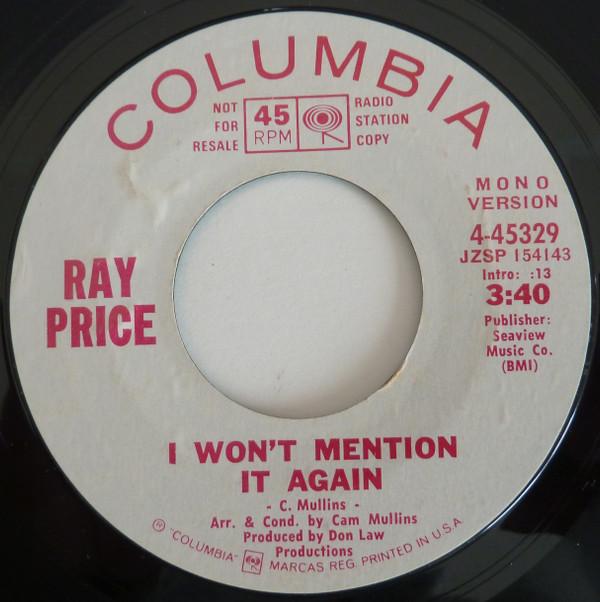 COLUMBIA
NOT
FOR
RESALE
45
RPM
RADIO
STATION
COPY
MONO
VERSION
4-45329
JZSP 154143
Intro: :13
3:40
Publisher:
Seaview
Music Co.
(BMI)
RAY
PRICE
I WON'T MENTION
IT AGAIN
- C. Mullins -
Arr. & Cond. by Cam Mullins
Produced by Don Law
Productions
℗ "COLUMBIA" MARCAS REG. PRINTED IN U.S.A.